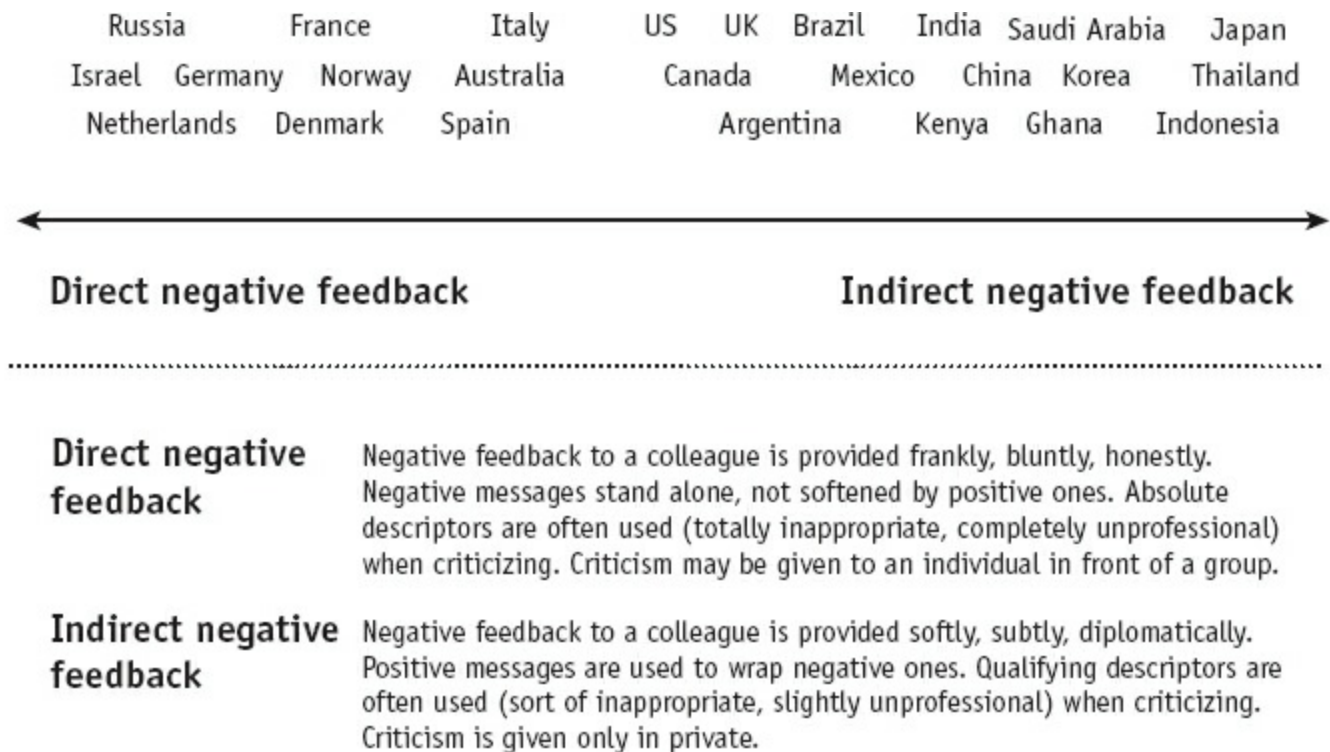 Russia France Italy US UK Brazil India Saudi Arabia Japan
Israel Germany Norway Australia Canada Mexico China Korea Thailand
Netherlands Denmark Spain Argentina Kenya Ghana Indonesia
Direct negative feedback Indirect negative feedback
Direct negative
feedback
Negative feedback to a colleague is provided frankly, bluntly, honestly.
Negative messages stand alone, not softened by positive ones. Absolute
descriptors are often used (totally inappropriate, completely unprofessional)
when criticizing. Criticism may be given to an individual in front of a group.
Indirect negative
feedback
Negative feedback to a colleague is provided softly, subtly, diplomatically.
Positive messages are used to wrap negative ones. Qualifying descriptors are
often used (sort of inappropriate, slightly unprofessional) when criticizing.
Criticism is given only in private.